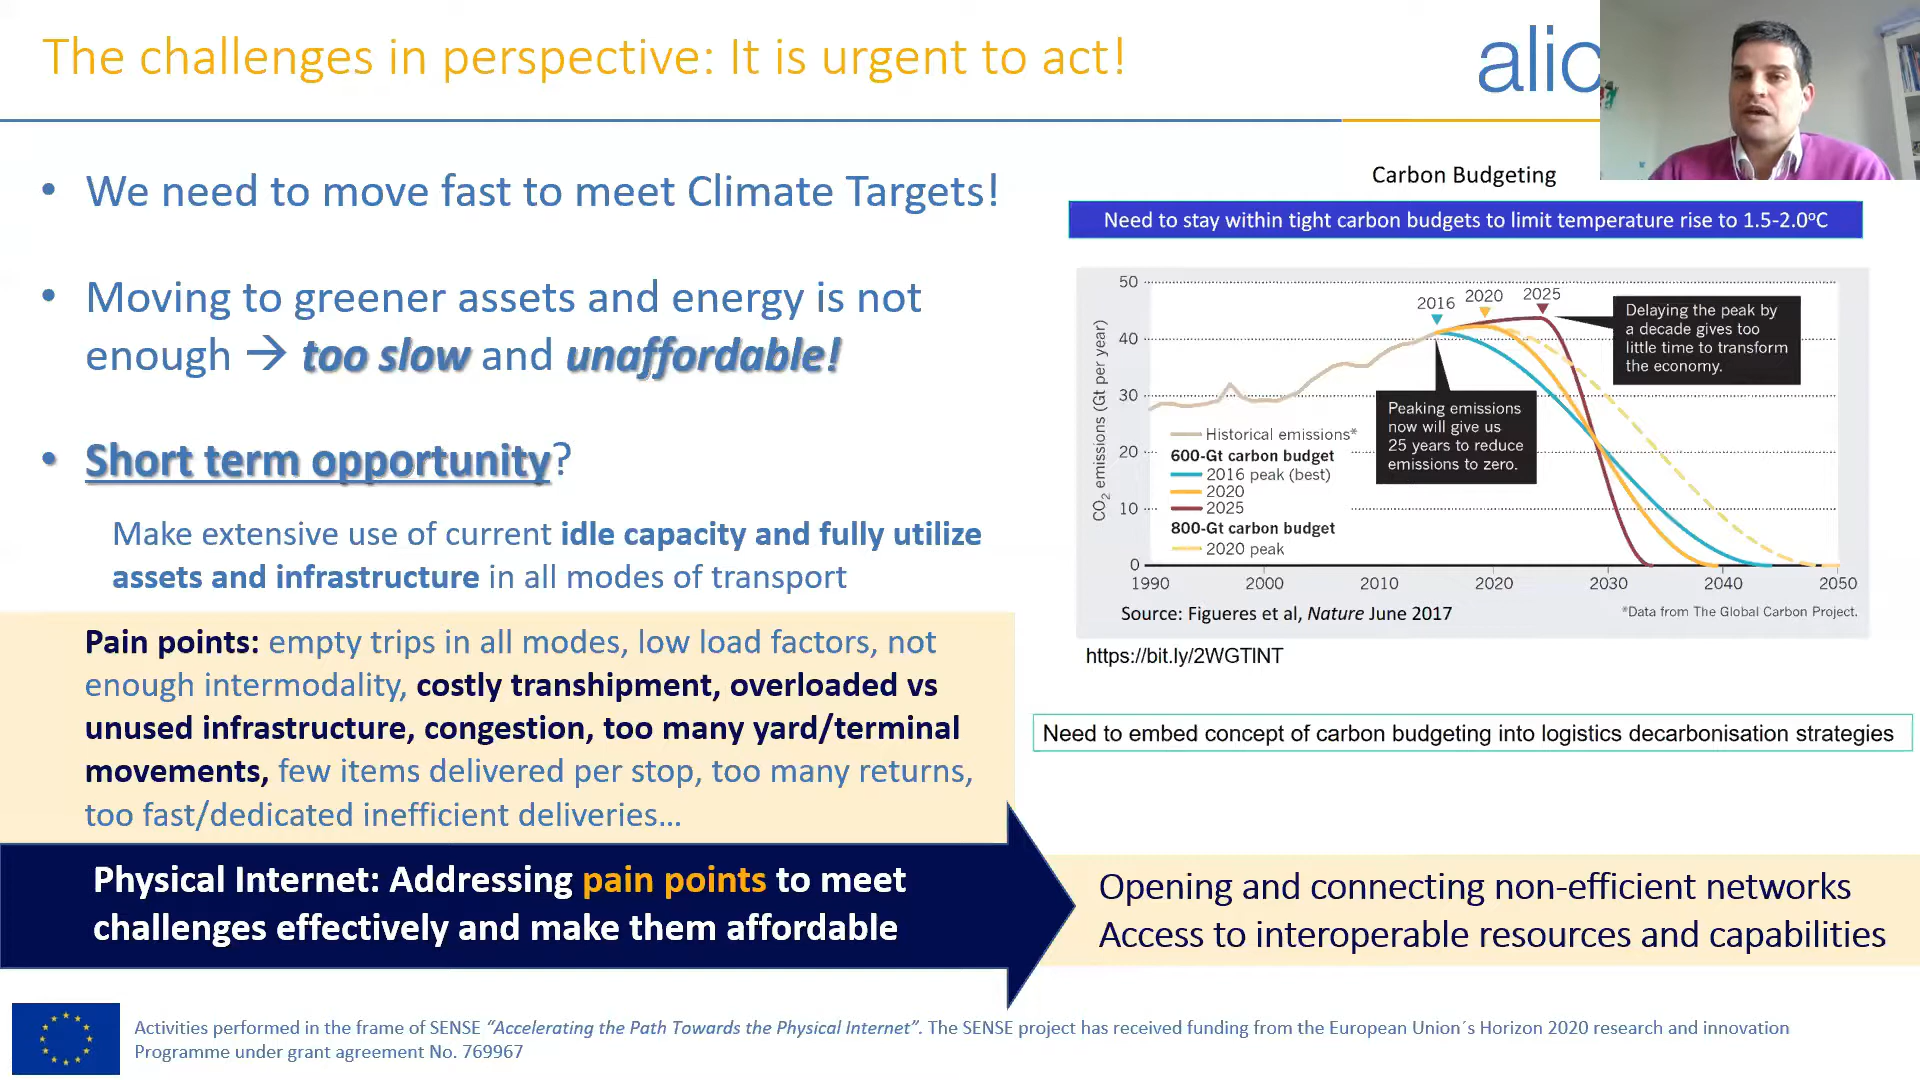 The challenges in perspective: It is urgent to act!
alic
• We need to move fast to meet Climate Targets!
• Moving to greener assets and energy is not
enough → too slow and unaffordable!
• Short term opportunity?
Make extensive use of current idle capacity and fully utilize
assets and infrastructure in all modes of transport
Pain points: empty trips in all modes, low load factors, not
enough intermodality, costly transhipment, overloaded vs
unused infrastructure, congestion, too many yard/terminal
movements, few items delivered per stop, too many returns,
too fast/dedicated inefficient deliveries...
Physical Internet: Addressing pain points to meet
challenges effectively and make them affordable
Carbon Budgeting
Need to stay within tight carbon budgets to limit temperature rise to 1.5-2.0ºC
CO2 emissions (Gt per year)
50
40
30
20
10
0
2016
2020
2025
Delaying the peak by
a decade gives too
little time to transform
the economy.
Peaking emissions
now will give us
25 years to reduce
emissions to zero.
Historical emissions*
600-Gt carbon budget
2016 peak (best)
2020
2025
800-Gt carbon budget
2020 peak
1990 2000 2010 2020 2030 2040 2050
Source: Figueres et al, Nature June 2017
*Data from The Global Carbon Project.
https://bit.ly/2WGTlNT
Need to embed concept of carbon budgeting into logistics decarbonisation strategies
Opening and connecting non-efficient networks
Access to interoperable resources and capabilities
Activities performed in the frame of SENSE “Accelerating the Path Towards the Physical Internet”. The SENSE project has received funding from the European Union´s Horizon 2020 research and innovation
Programme under grant agreement No. 769967